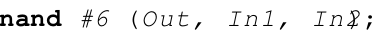 nand #6 (Out, In1, In2);